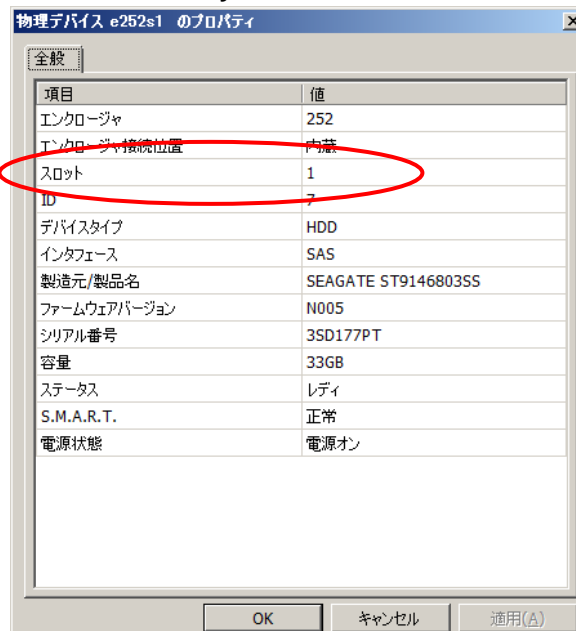 物理デバイス e252s1 のプロパティ
全般
項目 値
エンクロージャ 252
エンクロージャ接続位置 内蔵
スロット 1
ID 7
デバイスタイプ HDD
インタフェース SAS
製造元/製品名 SEAGATE ST9146803SS
ファームウェアバージョン N005
シリアル番号 3SD177PT
容量 33GB
ステータス レディ
S.M.A.R.T. 正常
電源状態 電源オン
OK キャンセル 適用(A)